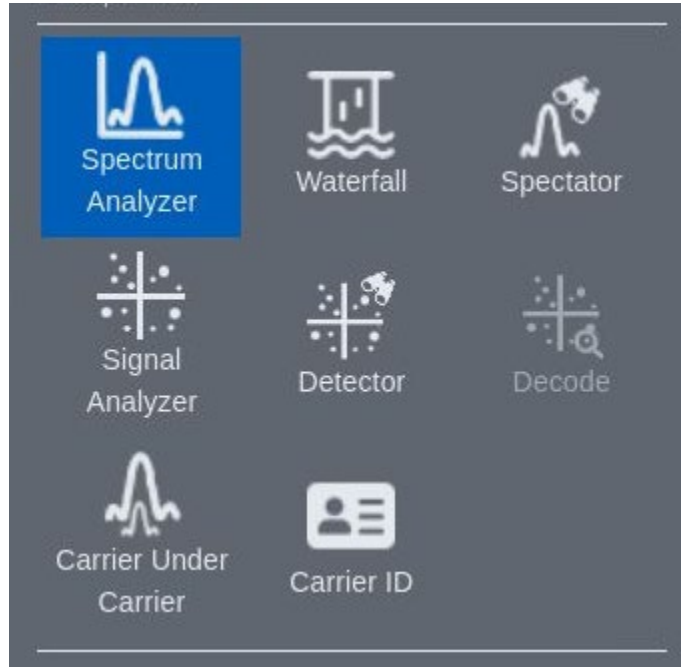 Spectrum
Analyzer
Waterfall
Spectator
Signal
Analyzer
Detector
Decode
Carrier Under
Carrier
Carrier ID